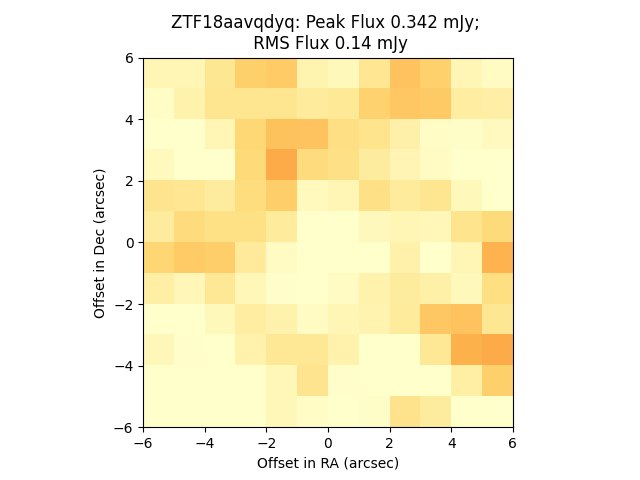 ZTF18aavqdyq: Peak Flux 0.342 mJy;
RMS Flux 0.14 mJy
6
4
2
0
−2
−4
−6
Offset in Dec (arcsec)
−6 −4 −2 0 2 4 6
Offset in RA (arcsec)